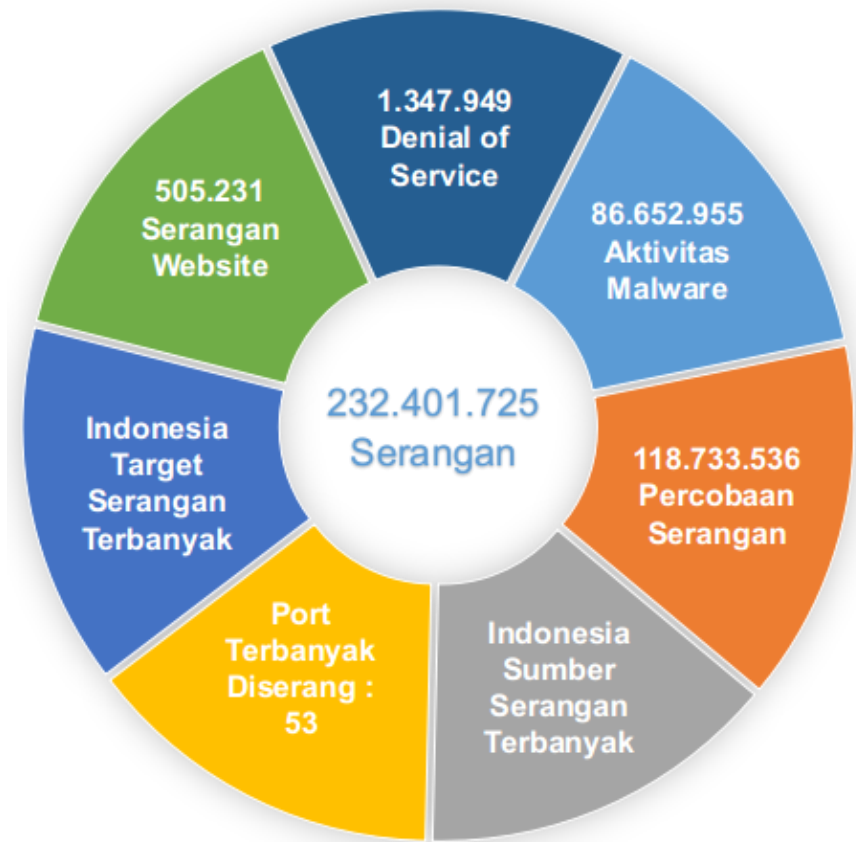 1.347.949
Denial of
Service
86.652.955
Aktivitas
Malware
118.733.536
Percobaan
Serangan
Indonesia
Sumber
Serangan
Terbanyak
Port
Terbanyak
Diserang :
53
Indonesia
Target
Serangan
Terbanyak
505.231
Serangan
Website
232.401.725
Serangan